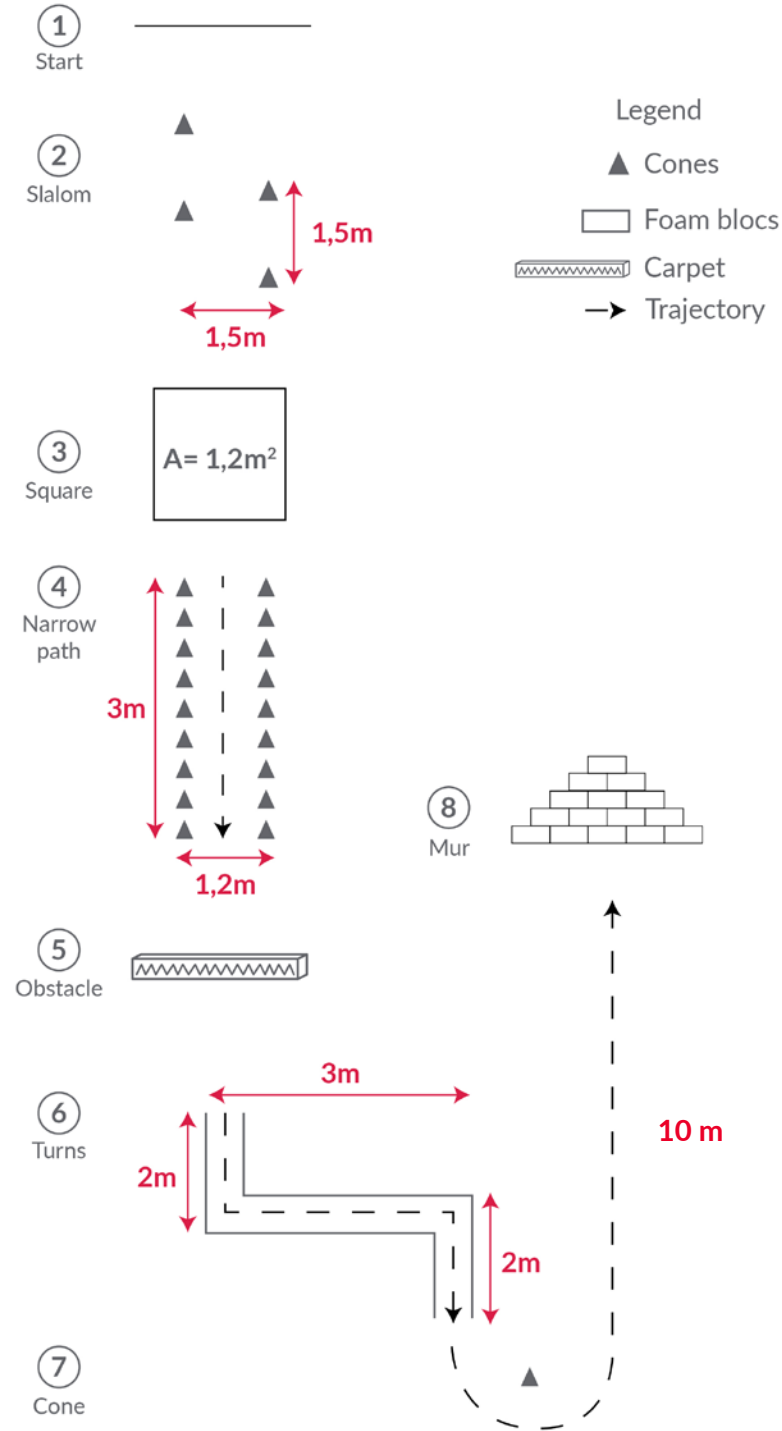 1
Start
Legend
Cones
2
Slalom
1,5m
1,5m
Foam blocs
Carpet
Trajectory
3
Square
A= 1,2m²
4
Narrow
path
3m
1,2m
8
Mur
5
Obstacle
6
Turns
3m
2m
2m
10 m
7
Cone